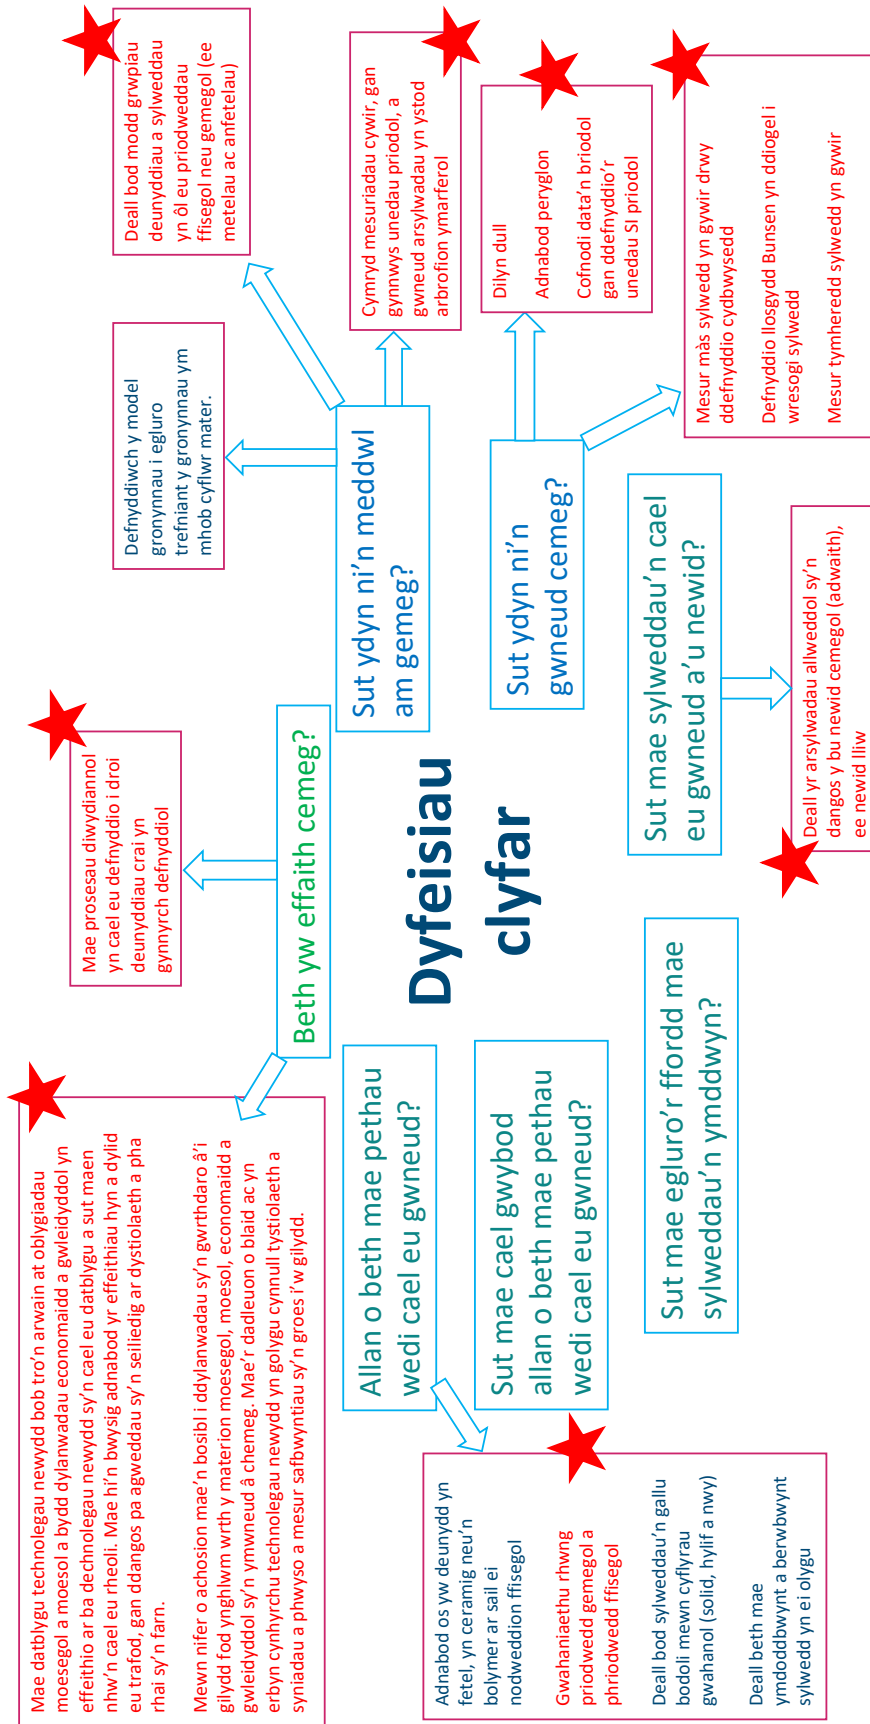 Mae datblygu technolegau newydd bob tro'n arwain at oblygiadau
moesegol a moesol a bydd dylanwadau economaidd a gwleidyddol yn
effeithio ar ba dechnolegau newydd sy'n cael eu datblygu a sut maen
nhw'n cael eu rheoli. Mae hi'n bwysig adnabod yr effeithiau hyn a dylid
eu trafod, gan ddangos pa agweddau sy'n seiliedig ar dystiolaeth a pha
rhai sy'n farn.
Mewn nifer o achosion mae'n bosibl i ddylanwadau sy'n gwrthdaro â'i
gilydd fod ynghlwm wrth y materion moesegol, moesol, economaidd a
gwleidyddol sy'n ymwneud â chemeg. Mae'r dadleuon o blaid ac yn
erbyn cynhyrchu technolegau newydd yn golygu cynnull tystiolaeth a
syniadau a phwyso a mesur safbwyntiau sy'n groes i'w gilydd.
Mae prosesau diwydiannol
yn cael eu defnyddio i droi
deunyddiau crai yn
gynnyrch defnyddiol
Defnyddiwch y model
gronynnau i egluro
trefniant y gronynnau ym
mhob cyflwr mater.
Deall bod modd grwpiau
deunyddiau a sylweddau
yn ôl eu priodweddau
ffisegol neu gemegol (ee
metelau ac anfetelau)
Beth yw effaith cemeg?
Sut ydyn ni'n meddwl
am gemeg?
Cymryd mesuriadau cywir, gan
gynnwys unedau priodol, a
gwneud arsylwadau yn ystod
arbrofion ymarferol
Allan o beth mae pethau
wedi cael eu gwneud?
Dyfeisiau
clyfar
Sut ydyn ni'n
gwneud cemeg?
Dilyn dull
Adnabod peryglon
Cofnodi data'n briodol
gan ddefnyddio'r
unedau SI priodol
Adnabod os yw deunydd yn
fetel, yn ceramig neu'n
bolymer ar sail ei
nodweddion ffisegol
Gwahaniaethu rhwng
priodwedd gemegol a
phriodwedd ffisegol
Deall bod sylweddau'n gallu
bodoli mewn cyflyrau
gwahanol (solid, hylif a nwy)
Deall beth mae
ymdoddbwynt a berwbwynt
sylwedd yn ei olygu
Sut mae cael gwybod
allan o beth mae pethau
wedi cael eu gwneud?
Sut mae egluro'r ffordd mae
sylweddau'n ymddwyn?
Sut mae sylweddau'n cael
eu gwneud a'u newid?
Mesur màs sylwedd yn gywir drwy
ddefnyddio cydbwysedd
Defnyddio llosgydd Bunsen yn ddiogel i
wresogi sylwedd
Mesur tymheredd sylwedd yn gywir
Deall yr arsylwadau allweddol sy'n
dangos y bu newid cemegol (adwaith),
ee newid lliw